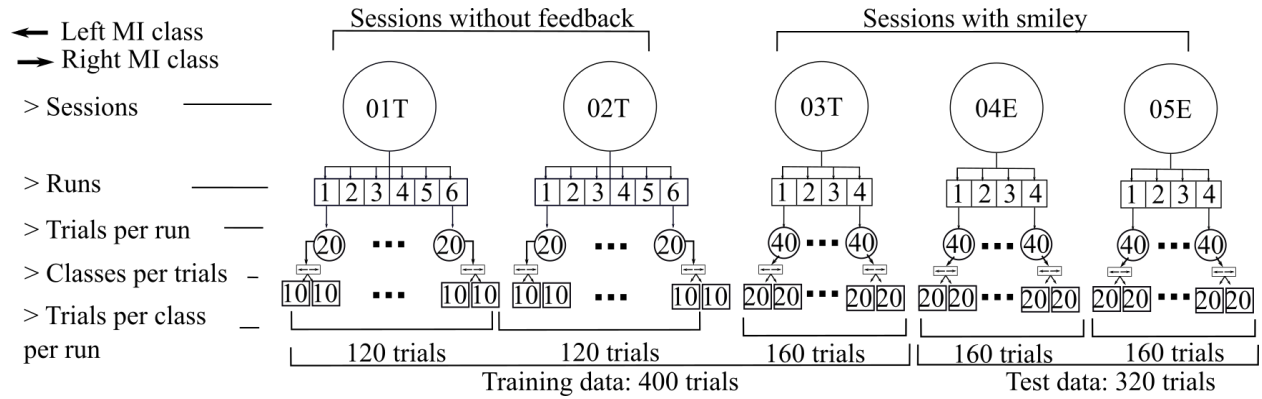 Sessions without feedback
Sessions with smiley
Left MI class
Right MI class
> Sessions
01T
02T
03T
04E
05E
> Runs
1 2 3 4 5 6
1 2 3 4 5 6
1 2 3 4
1 2 3 4
1 2 3 4
> Trials per run
20 ... 20
20 ... 20
40 ... 40
40 ... 40
40 ... 40
> Classes per trials
> Trials per class
per run
10 10 ... 10 10
10 10 ... 10 10
20 20 ... 20 20
20 20 ... 20 20
20 20 ... 20 20
120 trials
120 trials
160 trials
160 trials
160 trials
Training data: 400 trials
Test data: 320 trials